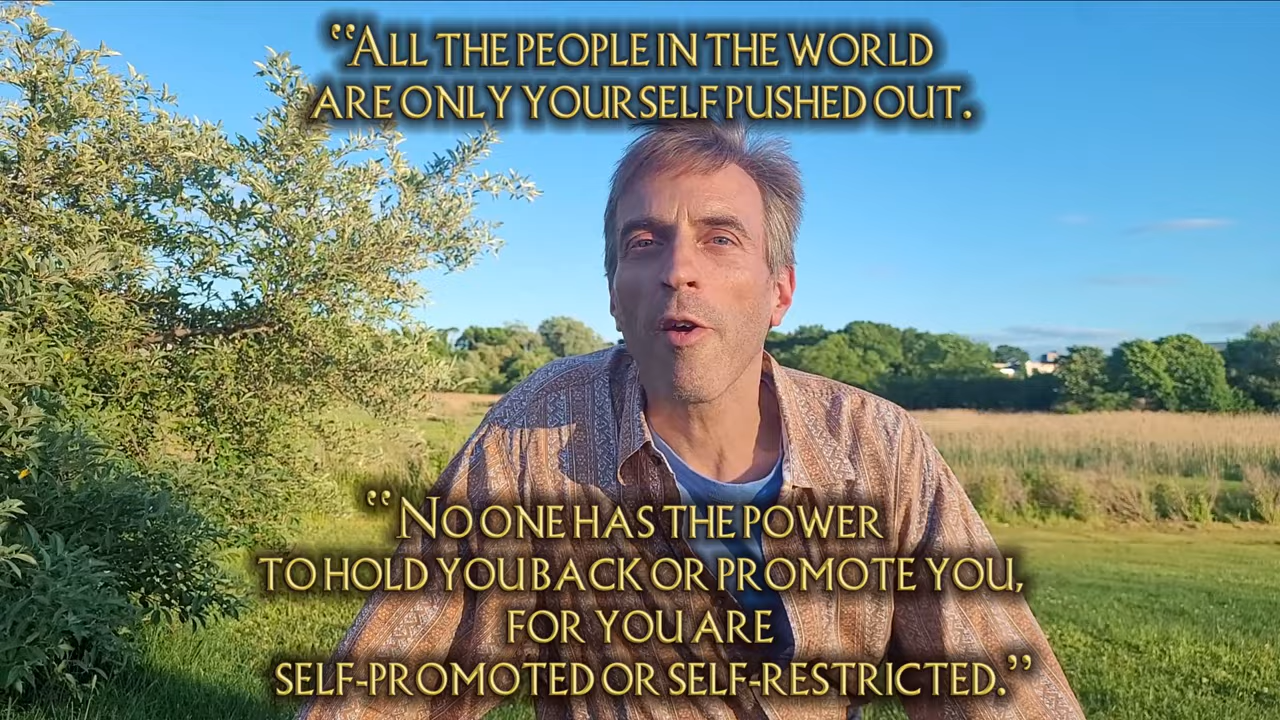 “All the people in the world
are only yourself pushed out.
“No one has the power
to hold you back or promote you,
for you are
self-promoted or self-restricted.”